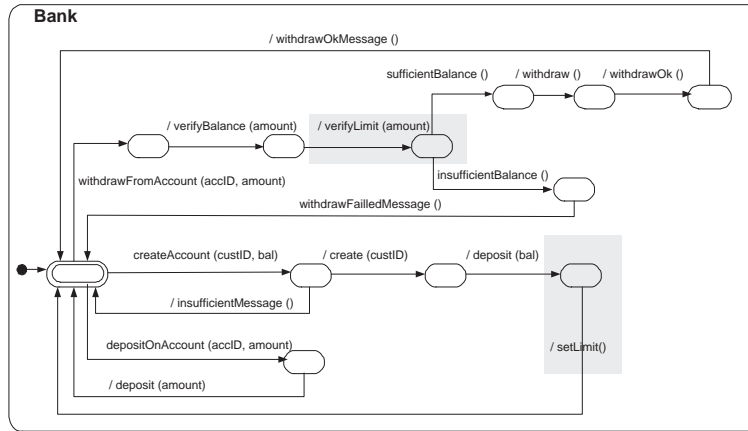 Bank
/ withdrawOkMessage ()
sufficientBalance ()
/ withdraw ()
/ withdrawOk ()
/ verifyBalance (amount)
/ verifyLimit (amount)
withdrawFromAccount (accID, amount)
insufficientBalance ()
withdrawFailledMessage ()
createAccount (custID, bal)
/ create (custID)
/ deposit (bal)
/ insufficientMessage ()
depositOnAccount (accID, amount)
/ setLimit()
/ deposit (amount)